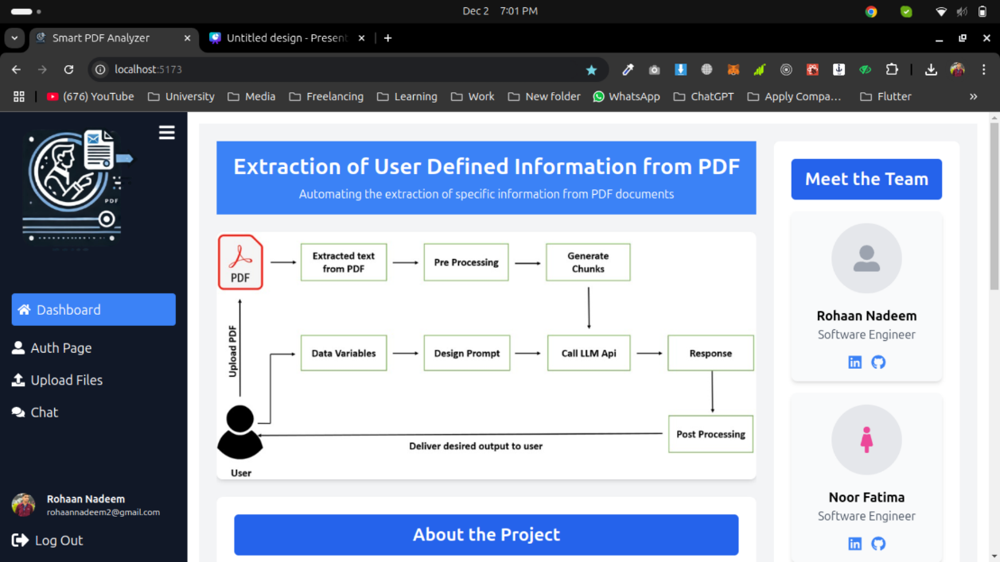 Dec 2 7:01 PM
Smart PDF Analyzer
Untitled design - Present
localhost:5173
(676) YouTube
University
Media
Freelancing
Learning
Work
New folder
WhatsApp
ChatGPT
Apply Compa...
Flutter
»
PDF
Dashboard
Auth Page
Upload Files
Chat
Rohaan Nadeem
rohaannadeem2@gmail.com
Log Out
Extraction of User Defined Information from PDF
Automating the extraction of specific information from PDF documents
PDF
Extracted text
from PDF
Pre Processing
Generate
Chunks
Upload PDF
Data Variables
Design Prompt
Call LLM Api
Response
Post Processing
Deliver desired output to user
User
About the Project
Meet the Team
Rohaan Nadeem
Software Engineer
Noor Fatima
Software Engineer